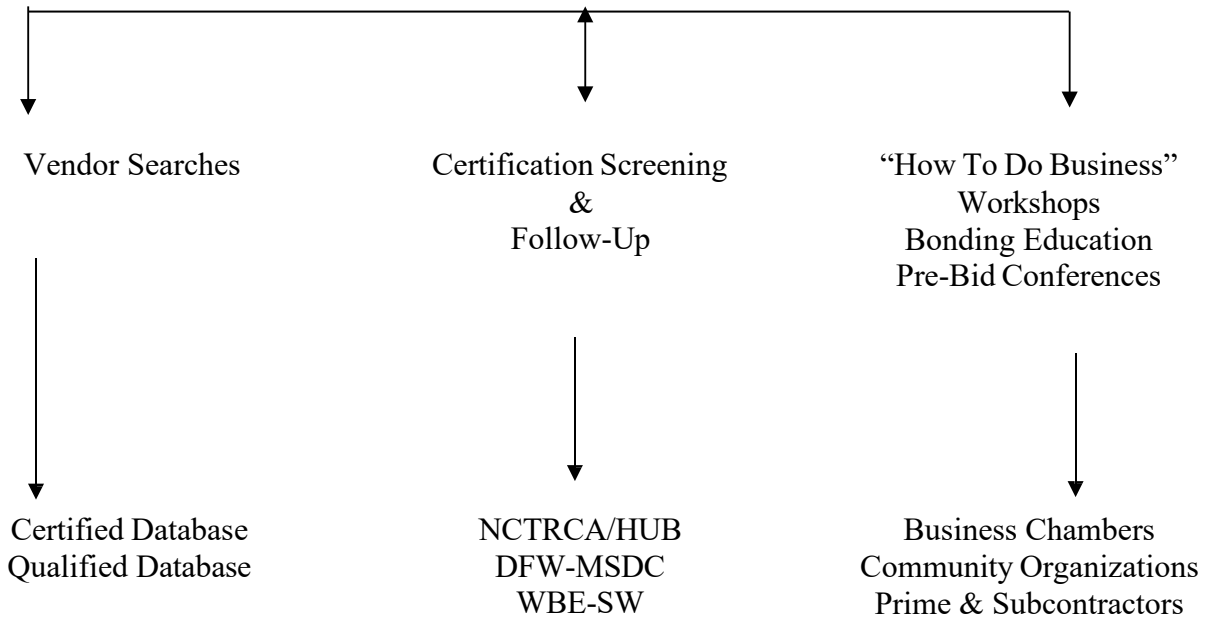 Vendor Searches
Certification Screening
&
Follow-Up
“How To Do Business”
Workshops
Bonding Education
Pre-Bid Conferences
Certified Database
Qualified Database
NCTRCA/HUB
DFW-MSDC
WBE-SW
Business Chambers
Community Organizations
Prime & Subcontractors